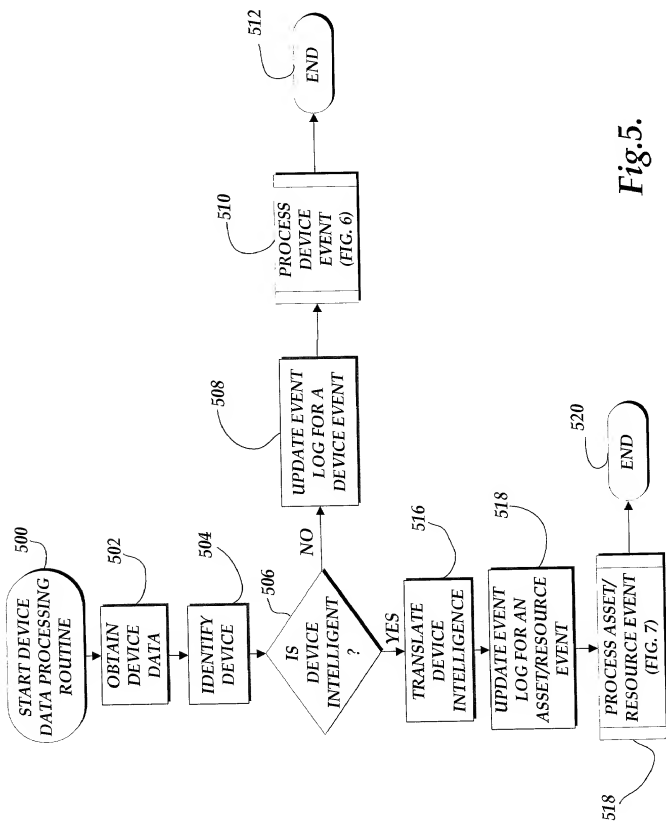 500
START DEVICE
DATA PROCESSING
ROUTINE
502
OBTAIN
DEVICE
DATA
504
IDENTIFY
DEVICE
506
IS
DEVICE
INTELLIGENT
?
NO
508
UPDATE EVENT
LOG FOR A
DEVICE EVENT
510
PROCESS
DEVICE
EVENT
(FIG. 6)
512
END
YES
516
TRANSLATE
DEVICE
INTELLIGENCE
518
UPDATE EVENT
LOG FOR AN
ASSET/RESOURCE
EVENT
518
PROCESS ASSET/
RESOURCE EVENT
(FIG. 7)
520
END
Fig.5.